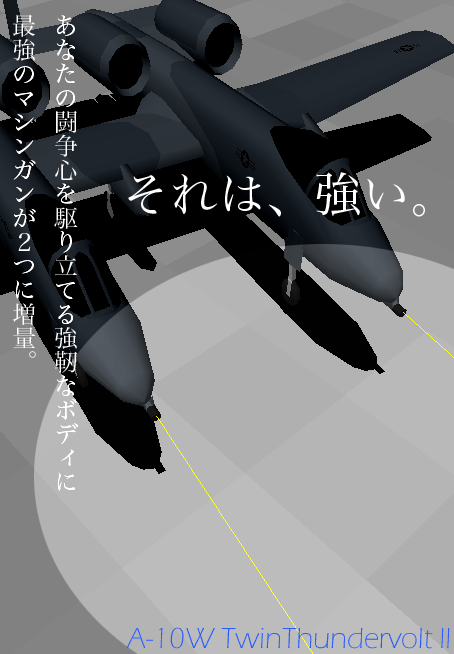 あなたの闘争心を駆り立てる強靭なボディに
最強のマシンガンが２つに増量。
それは、強い。
A-10W TwinThundervolt II